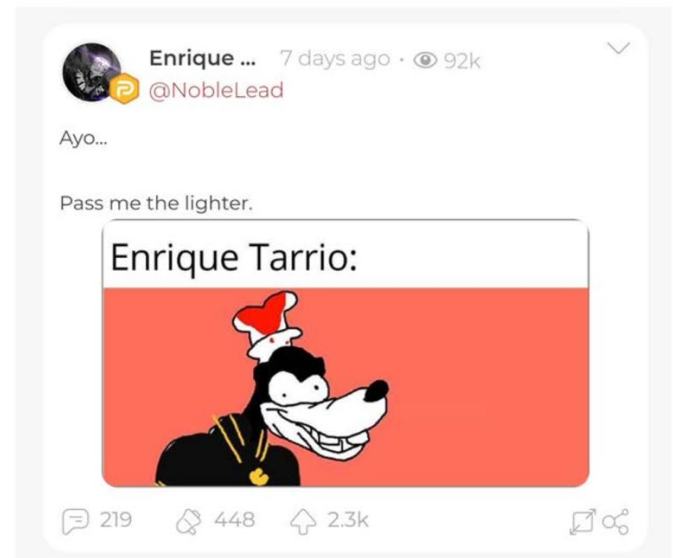 Enrique ... 7 days ago · 92k
@NobleLead
Ayo...
Pass me the lighter.
Enrique Tarrio:
219 448 2.3k